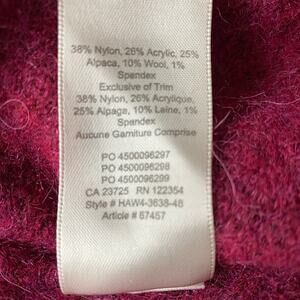 38% Nylon, 26% Acrylic, 25%
Alpaca, 10% Wool, 1%
Spandex
Exclusive of Trim
38% Nylon, 26% Acrylique,
25% Alpaga, 10% Leine, 1%
Spandex
Aucune Garniture Comprise
PO 4500096297
PO 4500096298
PO 4500096299
CA 23725 RN 122354
Style # HAW4-3638-48
Article # 67457